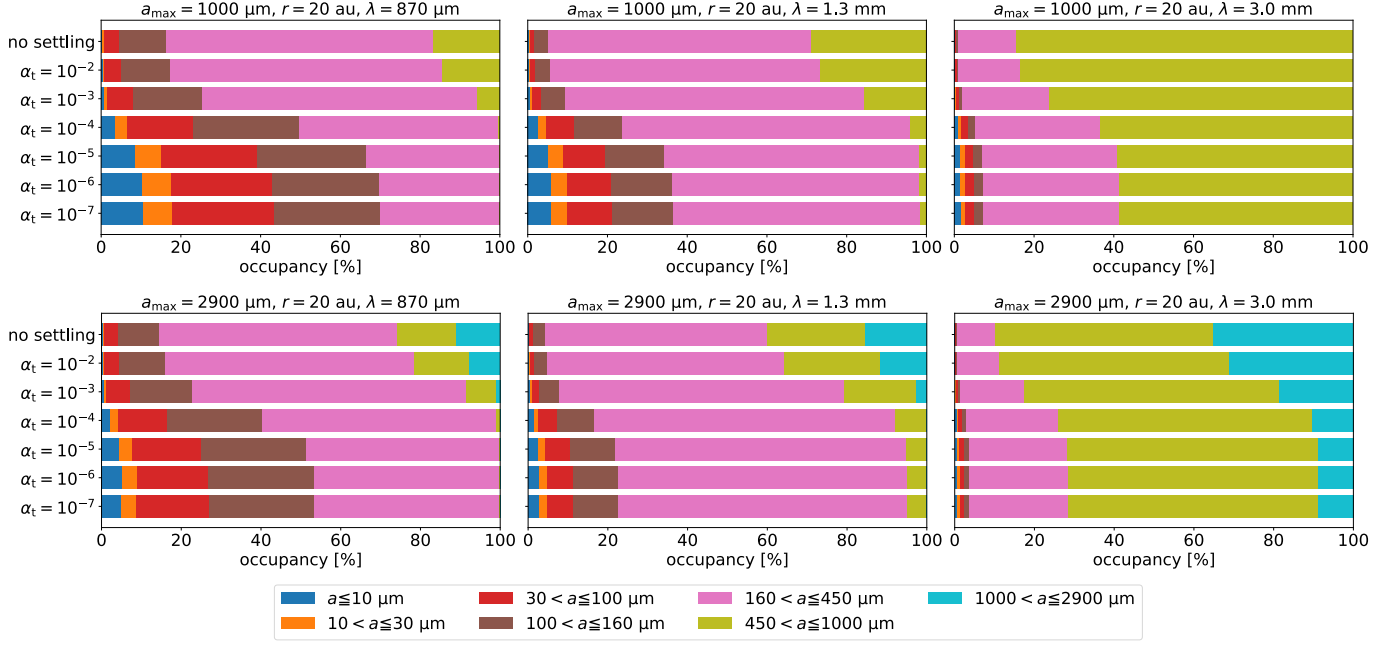 a_max = 1000 μm, r = 20 au, λ = 870 μm
a_max = 1000 μm, r = 20 au, λ = 1.3 mm
a_max = 1000 μm, r = 20 au, λ = 3.0 mm
no settling
α_t = 10⁻²
α_t = 10⁻³
α_t = 10⁻⁴
α_t = 10⁻⁵
α_t = 10⁻⁶
α_t = 10⁻⁷
0 20 40 60 80 100
0 20 40 60 80 100
0 20 40 60 80 100
occupancy [%]
occupancy [%]
occupancy [%]
a_max = 2900 μm, r = 20 au, λ = 870 μm
a_max = 2900 μm, r = 20 au, λ = 1.3 mm
a_max = 2900 μm, r = 20 au, λ = 3.0 mm
no settling
α_t = 10⁻²
α_t = 10⁻³
α_t = 10⁻⁴
α_t = 10⁻⁵
α_t = 10⁻⁶
α_t = 10⁻⁷
0 20 40 60 80 100
0 20 40 60 80 100
0 20 40 60 80 100
occupancy [%]
occupancy [%]
occupancy [%]
a≦10 μm
10 < a≦30 μm
30 < a≦100 μm
100 < a≦160 μm
160 < a≦450 μm
450 < a≦1000 μm
1000 < a≦2900 μm